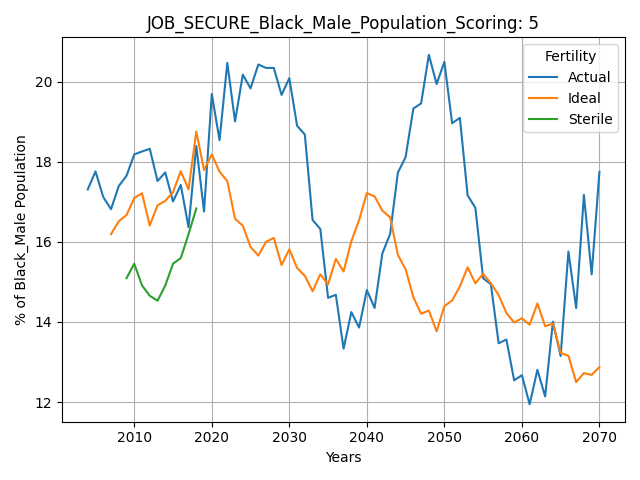 JOB_SECURE_Black_Male_Population_Scoring: 5
Fertility
Actual
Ideal
Sterile
% of Black_Male Population
20
18
16
14
12
2010 2020 2030 2040 2050 2060 2070
Years